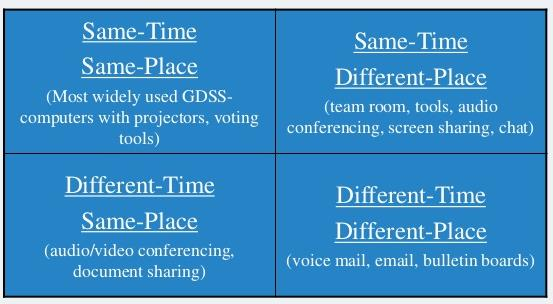 Same-Time
Same-Place
(Most widely used GDSS-
computers with projectors, voting
tools)
Same-Time
Different-Place
(team room, tools, audio
conferencing, screen sharing, chat)
Different-Time
Same-Place
(audio/video conferencing,
document sharing)
Different-Time
Different-Place
(voice mail, email, bulletin boards)